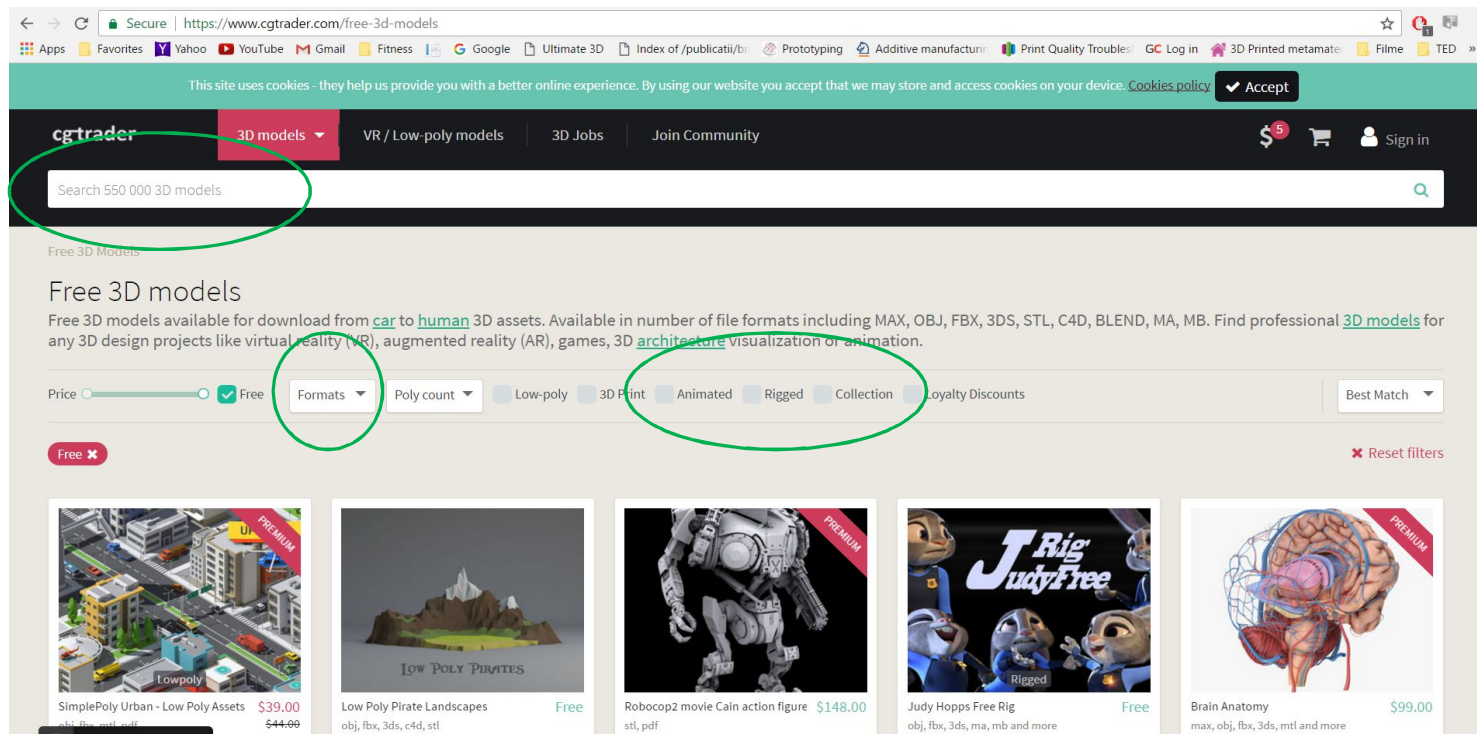 Secure | https://www.cgtrader.com/free-3d-models
Apps Favorites Yahoo YouTube Gmail Fitness Google Ultimate 3D Index of /publicatii/br Prototyping Additive manufacturin Print Quality Troubles GC Log in 3D Printed metamate Filme TED »
This site uses cookies - they help us provide you with a better online experience. By using our website you accept that we may store and access cookies on your device. Cookies policy Accept
cgtrader 3D models VR / Low-poly models 3D Jobs Join Community $ 5 Sign in
Search 550 000 3D models
Free 3D Models
Free 3D models
Free 3D models available for download from car to human 3D assets. Available in number of file formats including MAX, OBJ, FBX, 3DS, STL, C4D, BLEND, MA, MB. Find professional 3D models for
any 3D design projects like virtual reality (VR), augmented reality (AR), games, 3D architecture visualization or animation.
Price Free Formats Poly count Low-poly 3D Print Animated Rigged Collection Loyalty Discounts Best Match
Free ✖ ✖ Reset filters
PREMIUM PREMIUM PREMIUM
J Rig
JudyFree
LOW POLY PIRATES
Lowpoly Rigged
SimplePoly Urban - Low Poly Assets $39.00 Low Poly Pirate Landscapes Free Robocop2 movie Cain action figure $148.00 Judy Hopps Free Rig Free Brain Anatomy $99.00
obj, fbx, mtl, pdf $44.00 obj, fbx, 3ds, c4d, stl stl, pdf obj, fbx, 3ds, ma, mb and more max, obj, fbx, 3ds, mtl and more